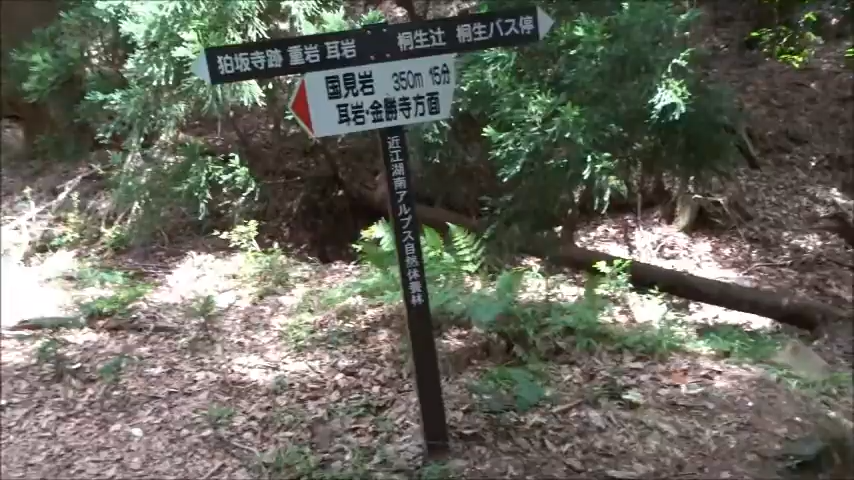 狛坂寺跡 重岩 耳岩 桐生辻 桐生バス停
国見岩 350m 15分
耳岩・金勝寺方面
近江湖南アルプス自然休養林